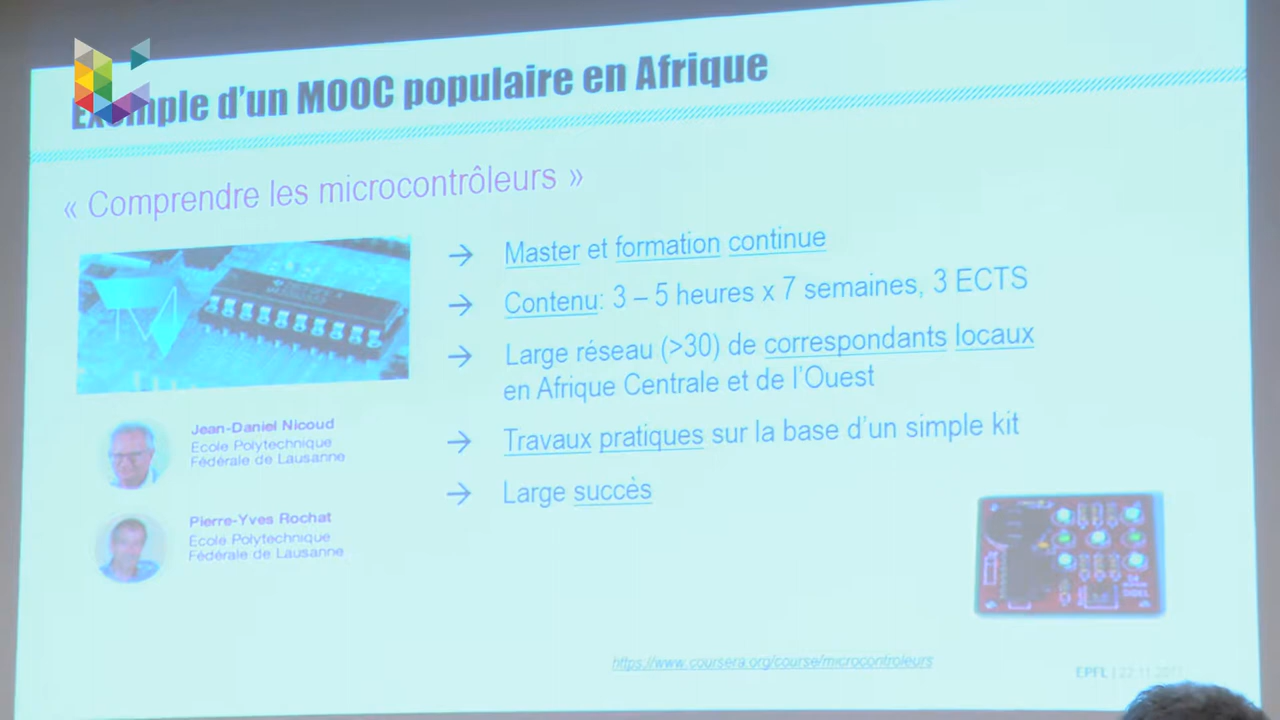 Exemple d'un MOOC populaire en Afrique
« Comprendre les microcontrôleurs »
→ Master et formation continue
→ Contenu: 3 – 5 heures x 7 semaines, 3 ECTS
→ Large réseau (>30) de correspondants locaux
en Afrique Centrale et de l'Ouest
→ Travaux pratiques sur la base d'un simple kit
→ Large succès
Jean-Daniel Nicoud
Ecole Polytechnique
Fédérale de Lausanne
Pierre-Yves Rochat
Ecole Polytechnique
Fédérale de Lausanne
DIDEL
https://www.coursera.org/course/microcontroleurs
EPFL | 22.11.2017